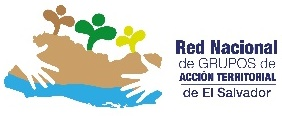 Red Nacional
de GRUPOS de
ACCIÓN TERRITORIAL
de El Salvador